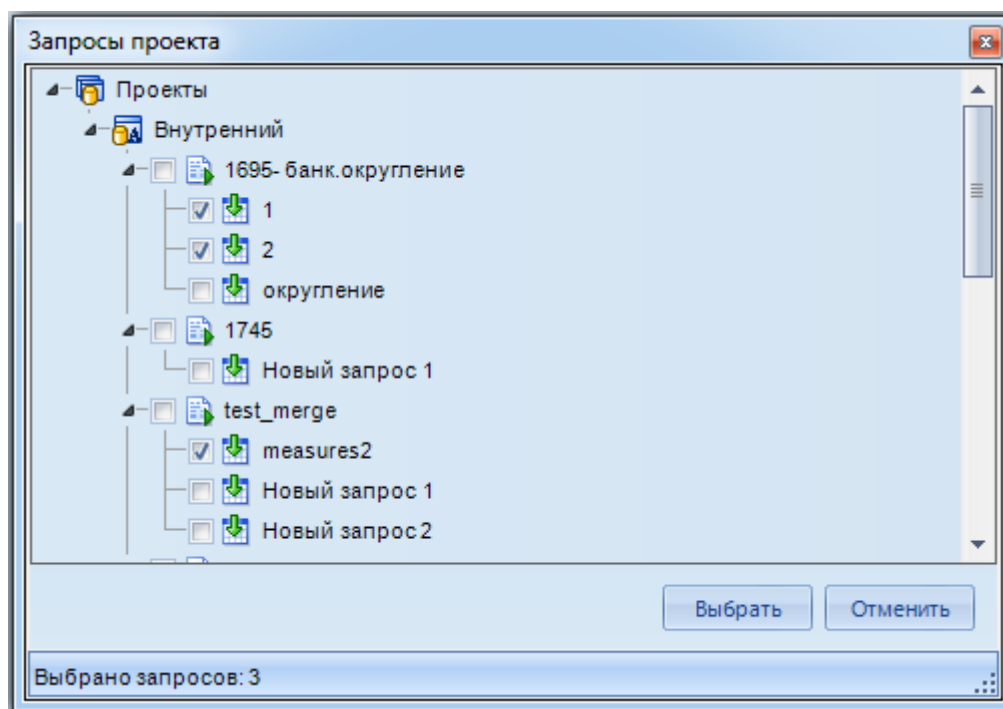 Запросы проекта
Проекты
Внутренний
1695- банк.округление
1
2
округление
1745
Новый запрос 1
test_merge
measures2
Новый запрос 1
Новый запрос 2
Выбрать
Отменить
Выбрано запросов: 3